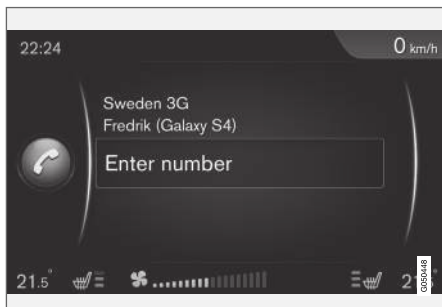 22:24
0 km/h
Sweden 3G
Fredrik (Galaxy S4)
Enter number
21.5°
G050448